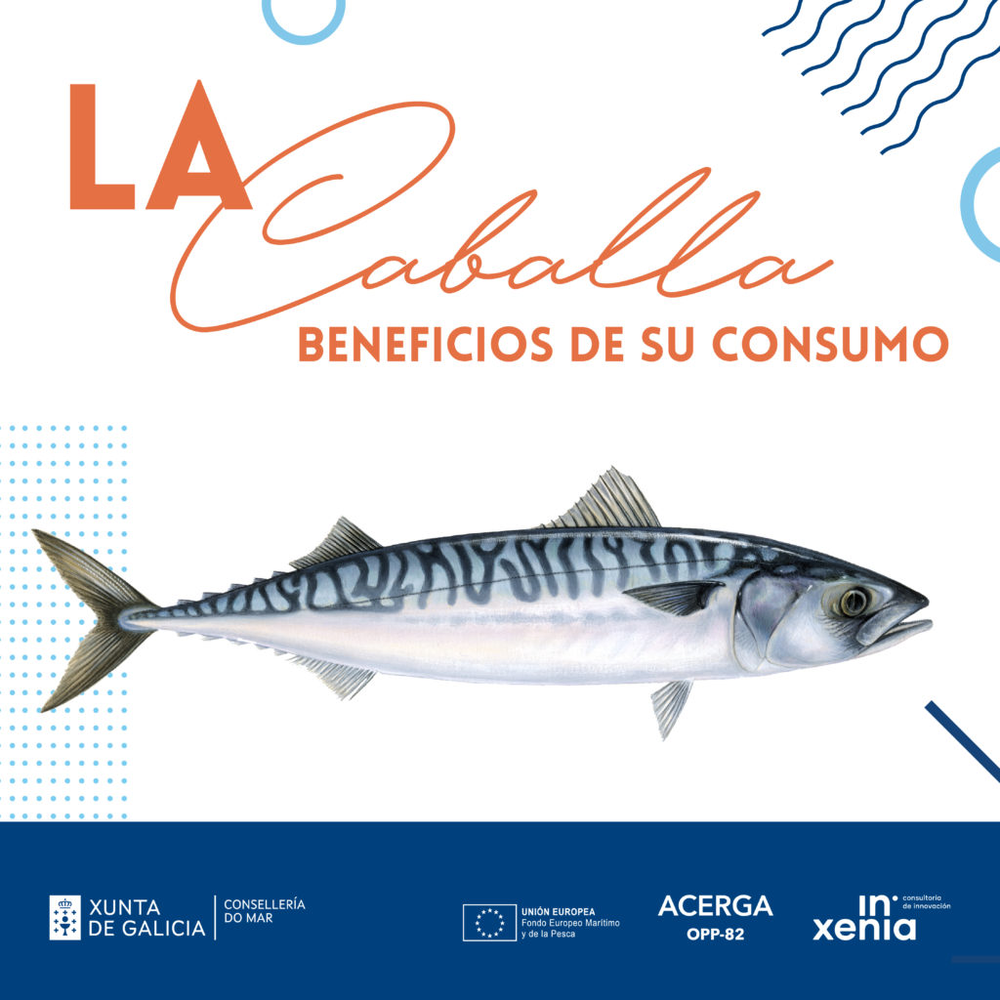 LA
Caballa
BENEFICIOS DE SU CONSUMO
XUNTA
DE GALICIA
CONSELLERÍA
DO MAR
UNIÓN EUROPEA
Fondo Europeo Marítimo
y de la Pesca
ACERGA
OPP-82
in·
xenia
consultoria
de innovación